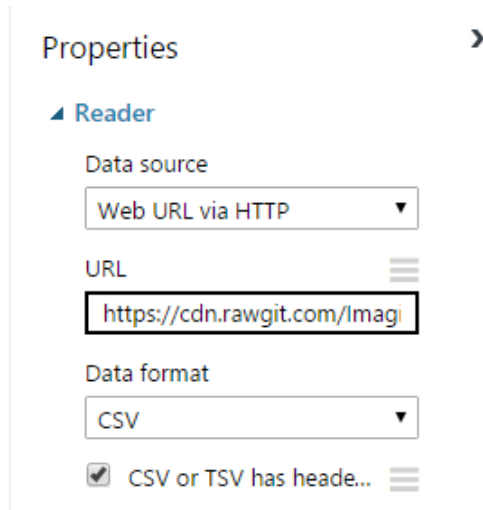 Properties
Reader
Data source
Web URL via HTTP
URL
https://cdn.rawgit.com/Imagi
Data format
CSV
CSV or TSV has heade...